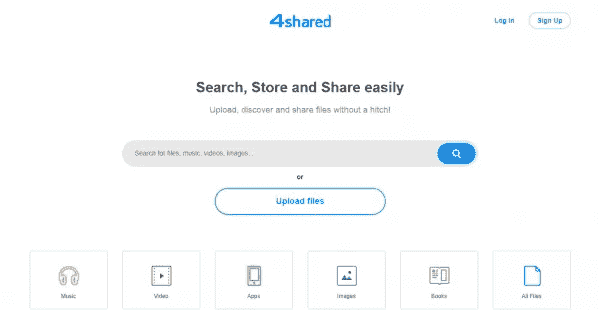 4shared
Log In
Sign Up
Search, Store and Share easily
Upload, discover and share files without a hitch!
Search for files, music, videos, images...
or
Upload files
Music
Video
Apps
Images
Books
All Files